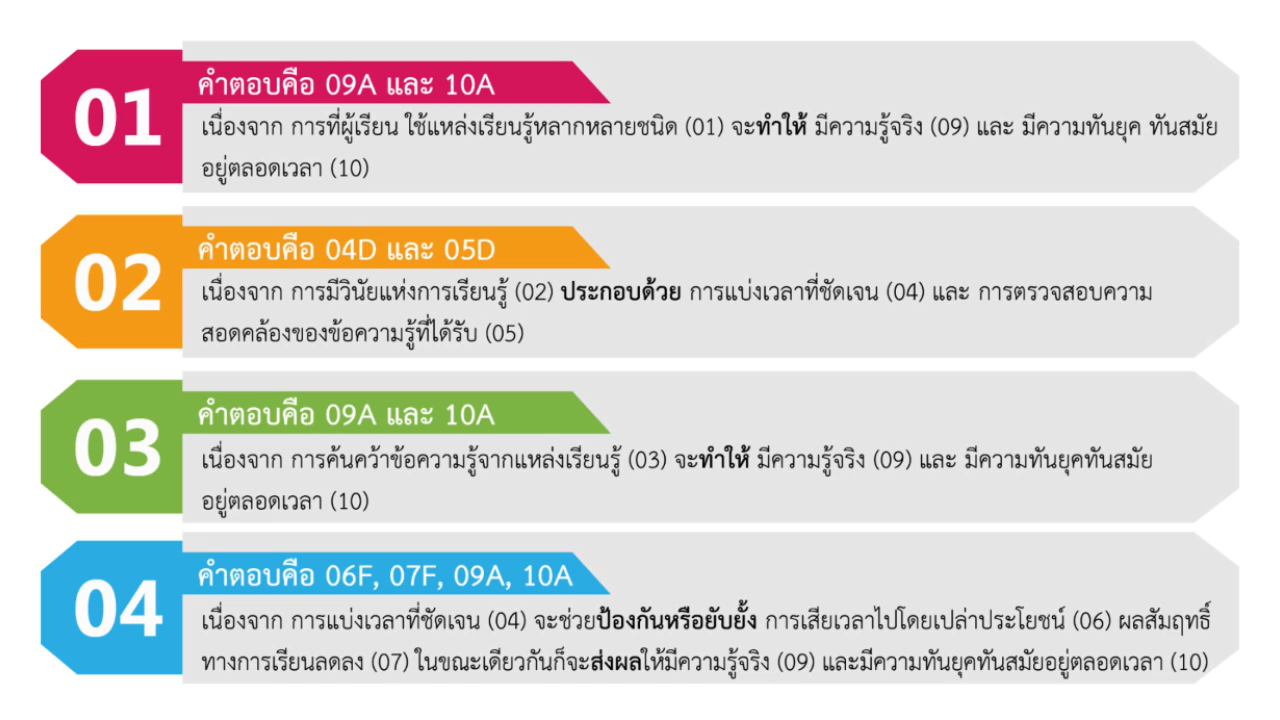 01
คำตอบคือ 09A และ 10A
เนื่องจาก การที่ผู้เรียน ใช้แหล่งเรียนรู้หลากหลายชนิด (01) จะทำให้ มีความรู้จริง (09) และ มีความทันยุค ทันสมัย
อยู่ตลอดเวลา (10)
02
คำตอบคือ 04D และ 05D
เนื่องจาก การมีวินัยแห่งการเรียนรู้ (02) ประกอบด้วย การแบ่งเวลาที่ชัดเจน (04) และ การตรวจสอบความ
สอดคล้องของข้อความรู้ที่ได้รับ (05)
03
คำตอบคือ 09A และ 10A
เนื่องจาก การค้นคว้าข้อความรู้จากแหล่งเรียนรู้ (03) จะทำให้ มีความรู้จริง (09) และ มีความทันยุคทันสมัย
อยู่ตลอดเวลา (10)
04
คำตอบคือ 06F, 07F, 09A, 10A
เนื่องจาก การแบ่งเวลาที่ชัดเจน (04) จะช่วยป้องกันหรือยับยั้ง การเสียเวลาไปโดยเปล่าประโยชน์ (06) ผลสัมฤทธิ์
ทางการเรียนลดลง (07) ในขณะเดียวกันก็จะส่งผลให้มีความรู้จริง (09) และมีความทันยุคทันสมัยอยู่ตลอดเวลา (10)